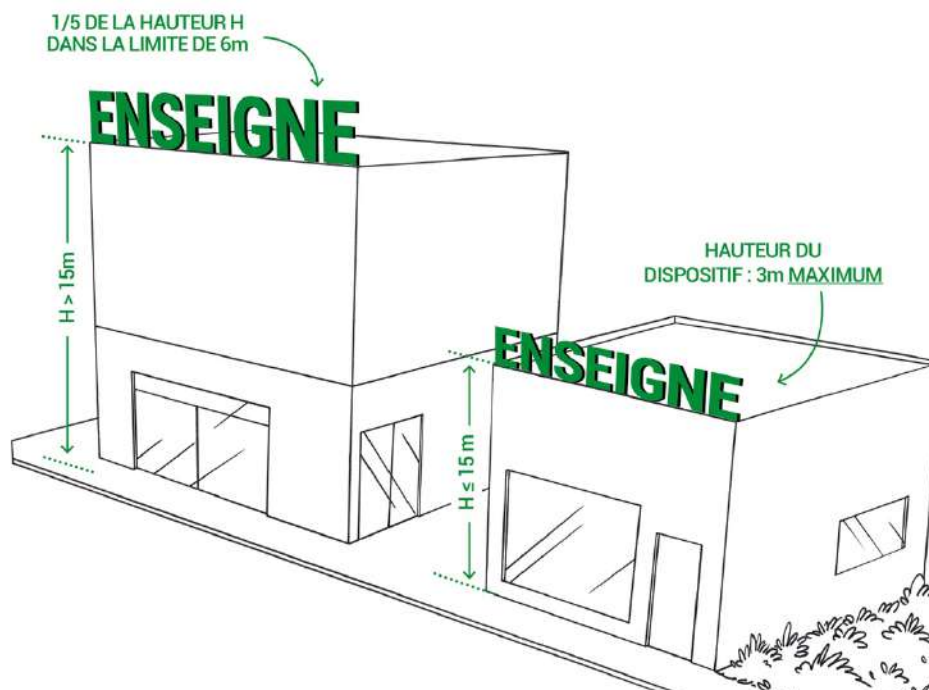 1/5 DE LA HAUTEUR H
DANS LA LIMITE DE 6m
ENSEIGNE
H > 15m
HAUTEUR DU
DISPOSITIF : 3m MAXIMUM
ENSEIGNE
H ≤ 15 m